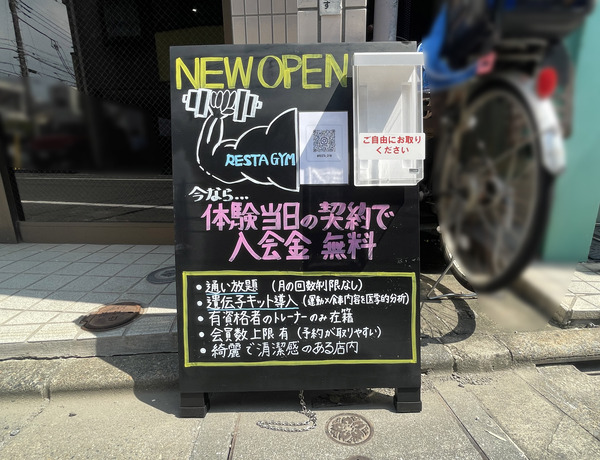 NEW OPEN
RESTA GYM
ご自由にお取り
ください
今なら...
体験当日の契約で
入会金 無料
• 通い放題 (月の回数制限なし)
• 遺伝子キット導入 (運動×食事内容を医学的分析)
• 有資格者のトレーナーのみ在籍
• 会員数上限有 (予約が取りやすい)
• 綺麗で清潔感のある店内